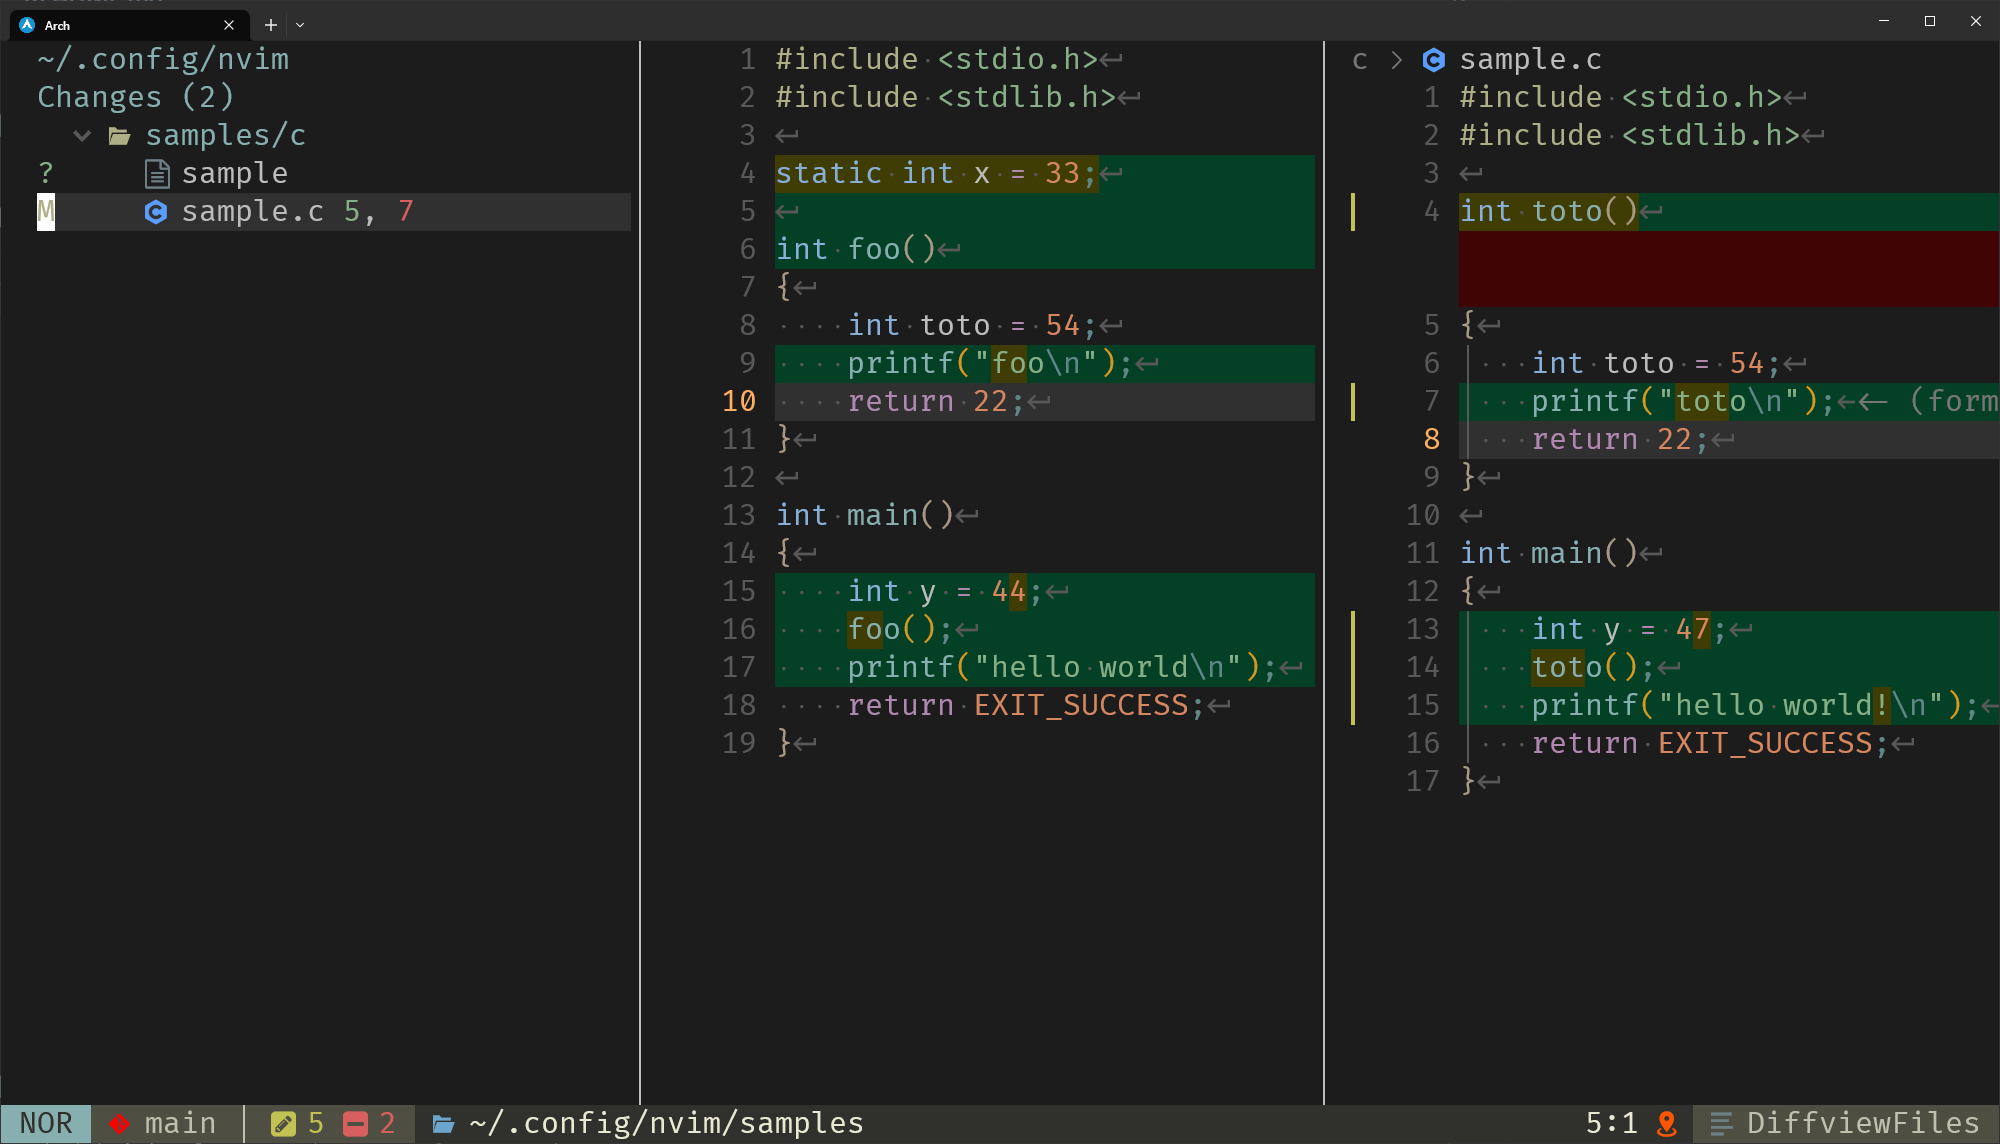 Arch
~/.config/nvim
Changes (2)
samples/c
? sample
M sample.c 5, 7
1 #include <stdio.h>
2 #include <stdlib.h>
3
4 static int x = 33;
5
6 int foo()
7 {
8 int toto = 54;
9 printf("foo\n");
10 return 22;
11 }
12
13 int main()
14 {
15 int y = 44;
16 foo();
17 printf("hello world\n");
18 return EXIT_SUCCESS;
19 }
c > sample.c
1 #include <stdio.h>
2 #include <stdlib.h>
3
4 int toto()
5 {
6 int toto = 54;
7 printf("toto\n"); (form
8 return 22;
9 }
10
11 int main()
12 {
13 int y = 47;
14 toto();
15 printf("hello world!\n");
16 return EXIT_SUCCESS;
17 }
NOR main 5 2 ~/.config/nvim/samples 5:1 DiffviewFiles